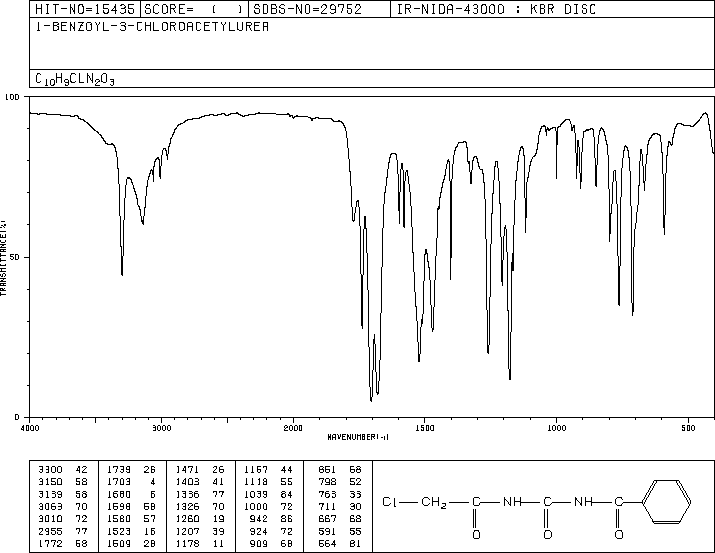 HIT-NO=15435 SCORE= ( ) SDBS-NO=29752 IR-NIDA-43000 : KBR DISC
1-BENZOYL-3-CHLOROACETYLUREA
C10H9CLN2O3
100
50
0
TRANSMITTANCE(%)
4000 3000 2000 1500 1000 500
WAVENUMBER(-1)
3300 42 1739 26 1471 26 1167 44 851 68
3150 58 1703 4 1403 41 1118 55 798 52
3139 58 1680 6 1336 77 1039 84 763 33
3063 70 1598 58 1326 70 1000 72 711 30
3010 72 1580 57 1260 19 942 86 667 68
2955 77 1523 16 1207 39 924 72 591 55
1772 58 1509 28 1178 11 909 68 564 81
Cl CH2 C NH C NH C
O O O